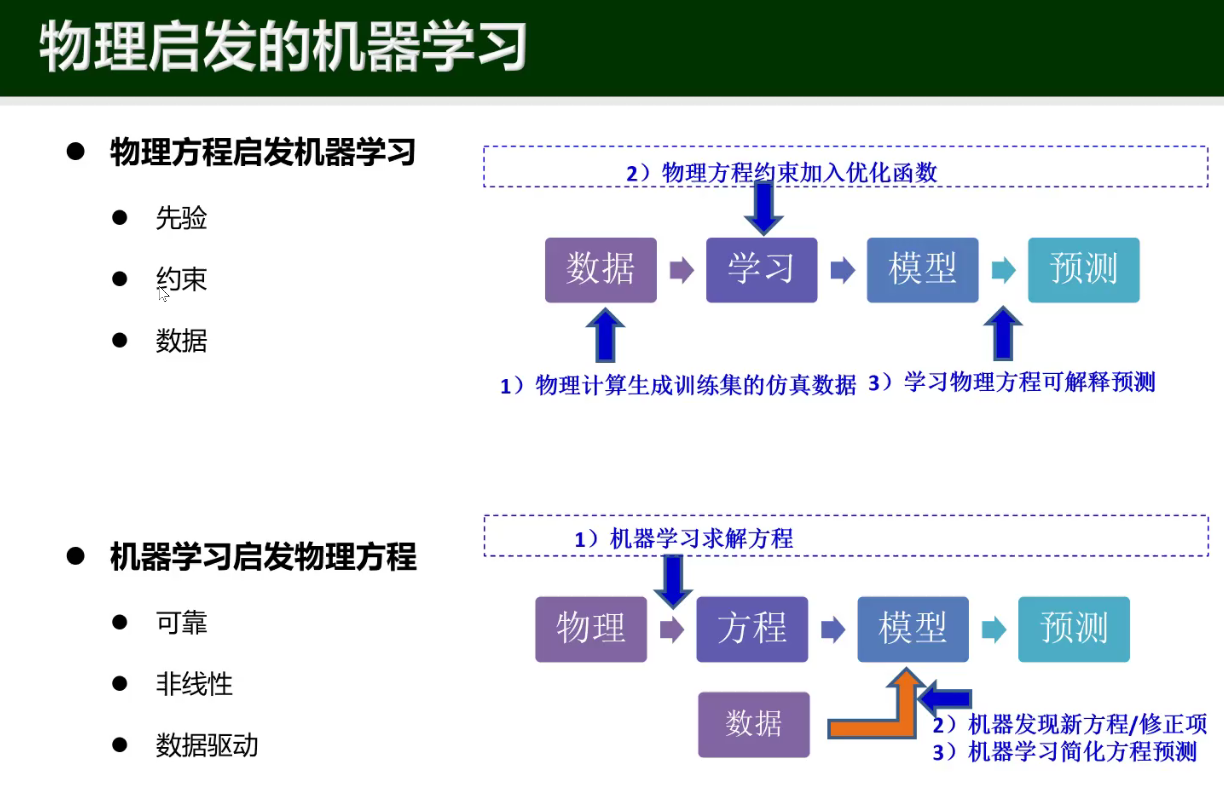 物理启发的机器学习
物理方程启发机器学习
先验
约束
数据
2）物理方程约束加入优化函数
数据
学习
模型
预测
1）物理计算生成训练集的仿真数据
3）学习物理方程可解释预测
机器学习启发物理方程
可靠
非线性
数据驱动
1）机器学习求解方程
物理
方程
模型
预测
数据
2）机器发现新方程/修正项
3）机器学习简化方程预测